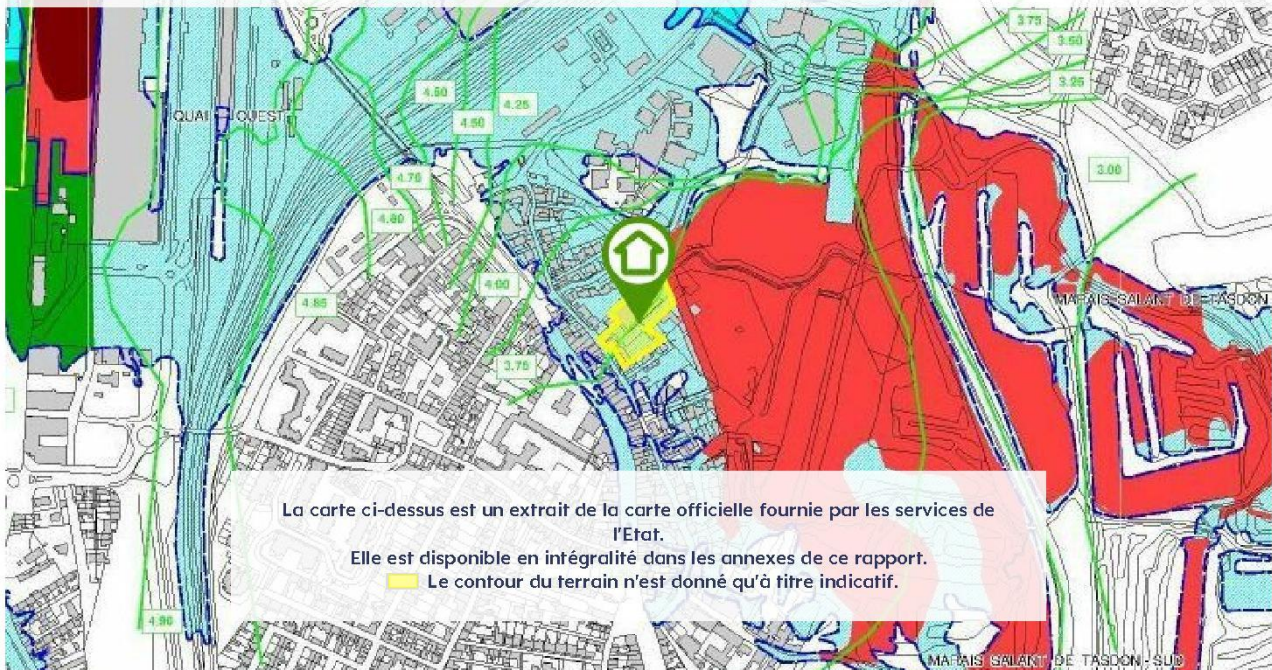 3.75
3.50
3.25
4.50
4.25
QUAI OUEST
4.50
4.75
3.00
4.80
4.00
4.85
MARAIS SALANT DE TASDON
3.75
La carte ci-dessus est un extrait de la carte officielle fournie par les services de
l'Etat.
Elle est disponible en intégralité dans les annexes de ce rapport.
Le contour du terrain n'est donné qu'à titre indicatif.
4.90
MARAIS SALANT DE TASDON - SUD